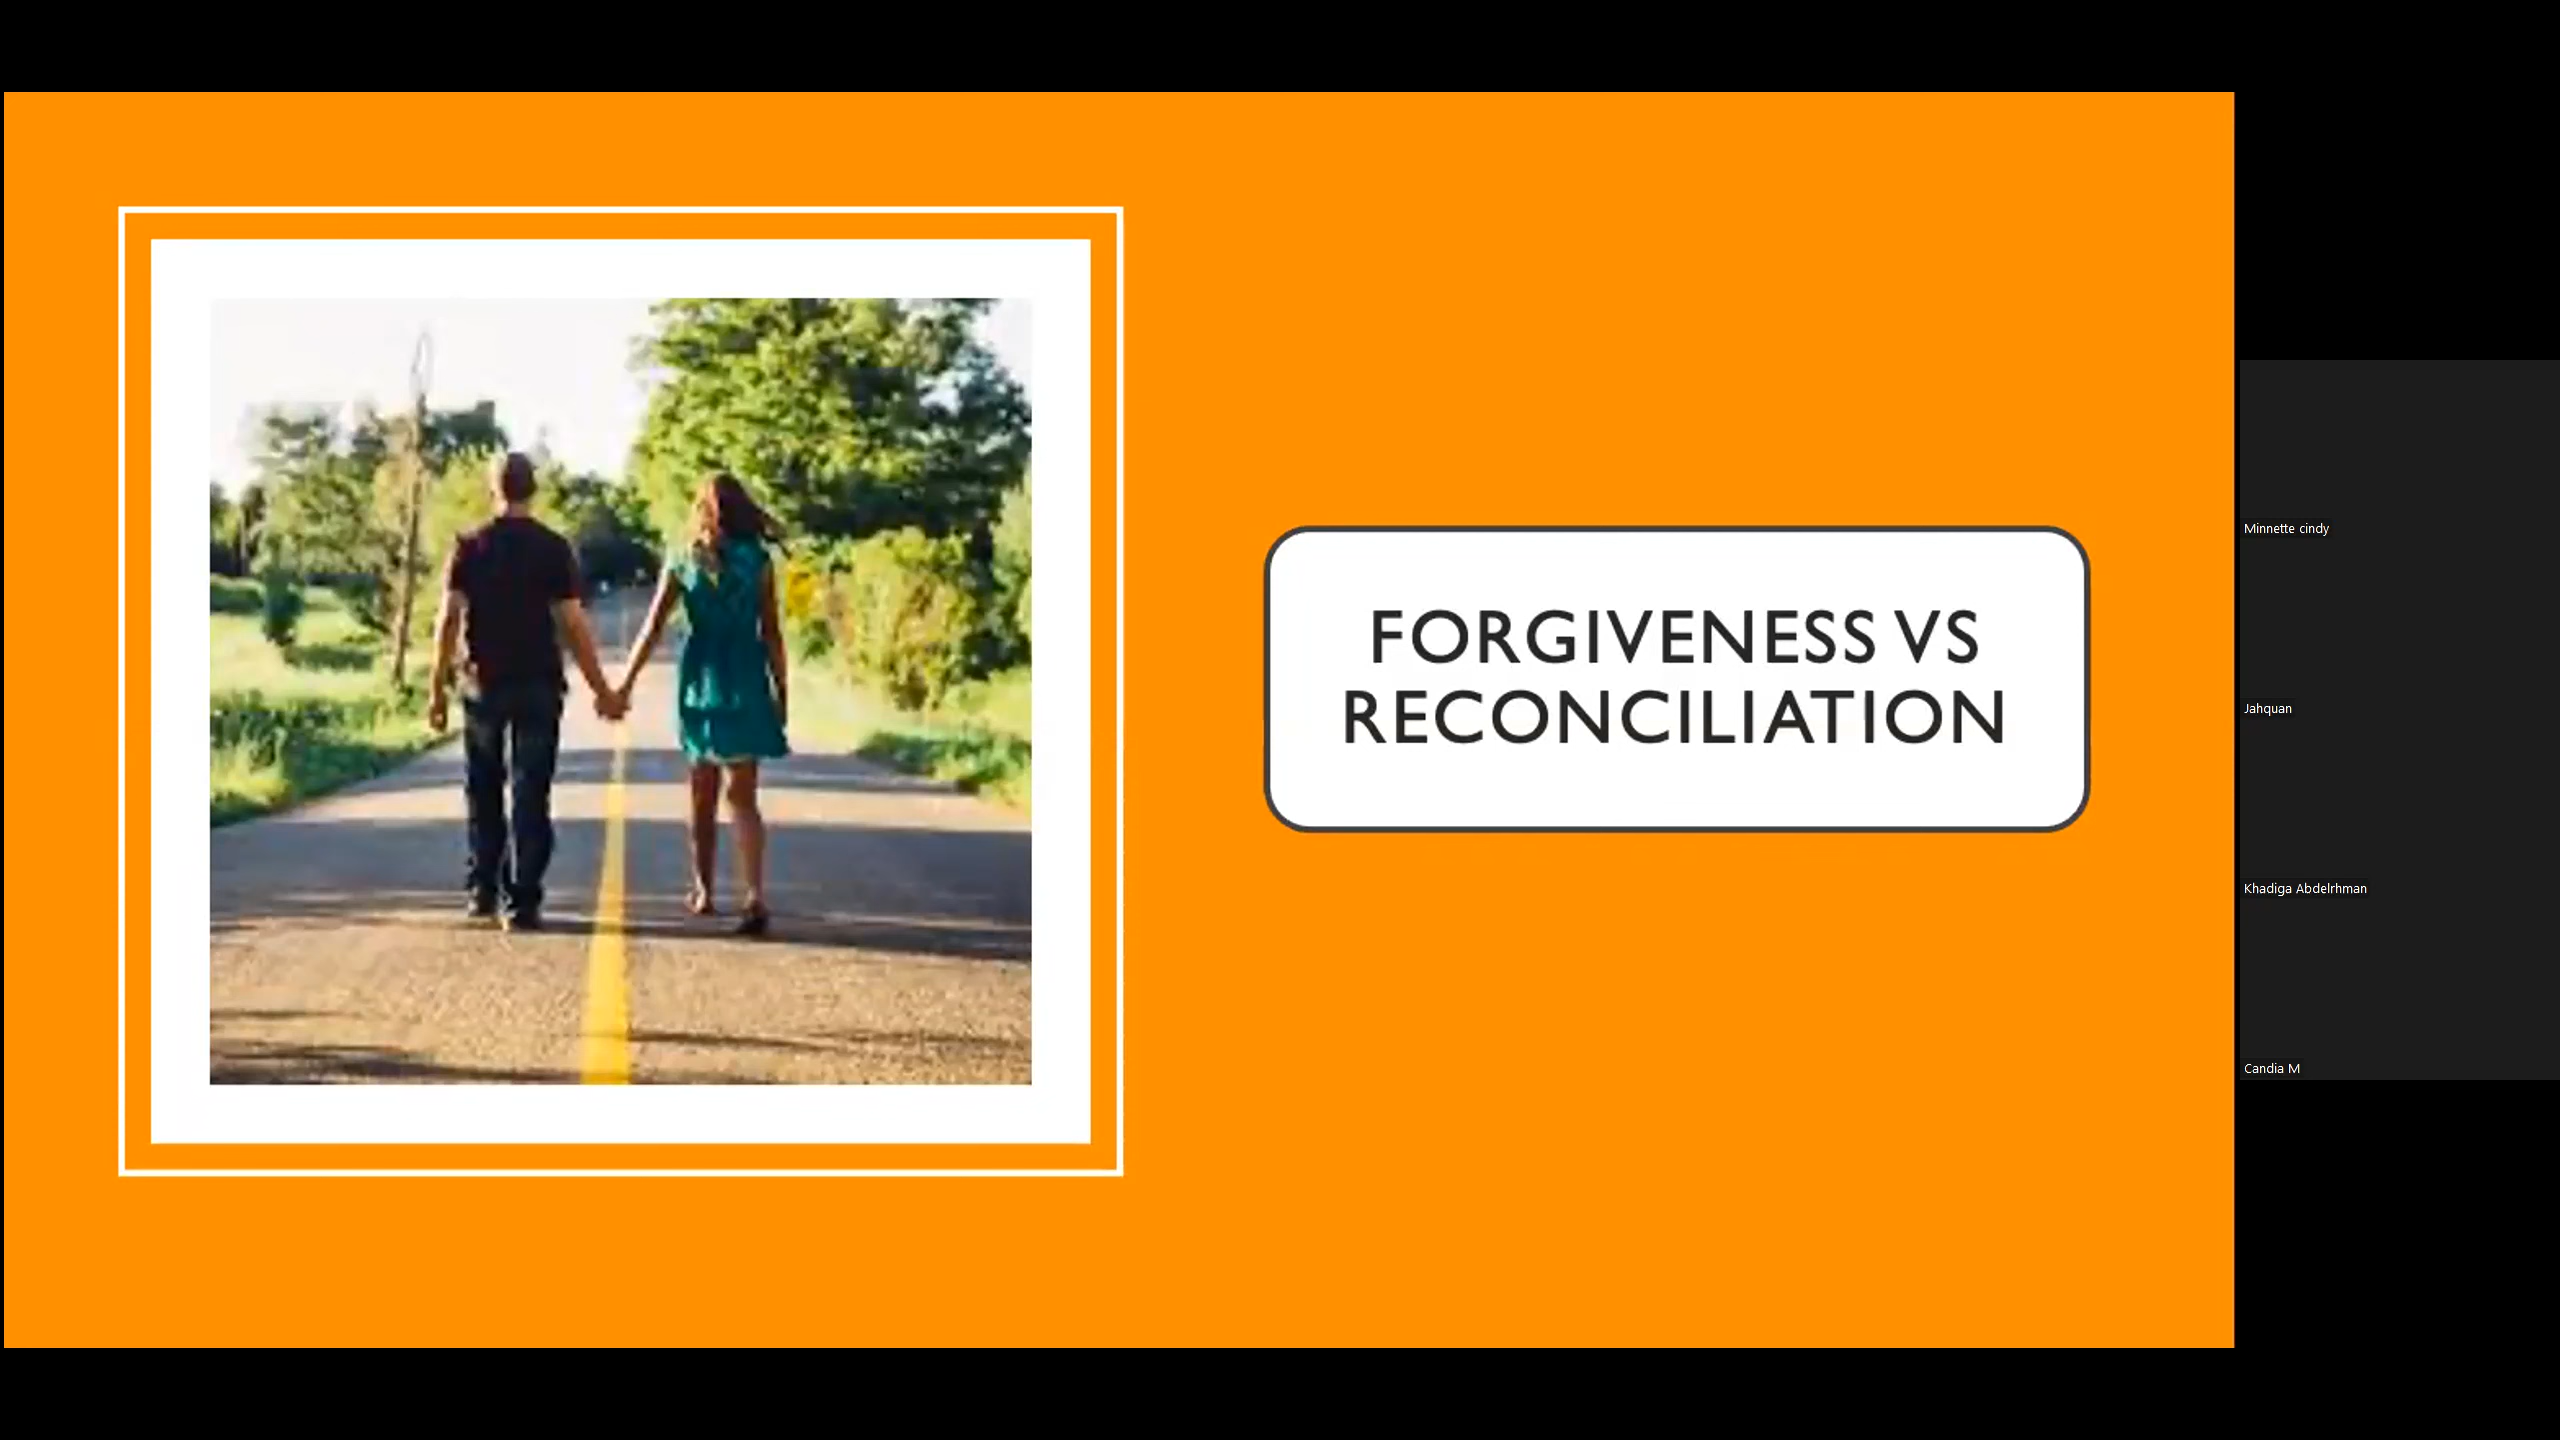 FORGIVENESS VS
RECONCILIATION
Minnette cindy
Jahquan
Khadiga Abdelrhman
Candia M